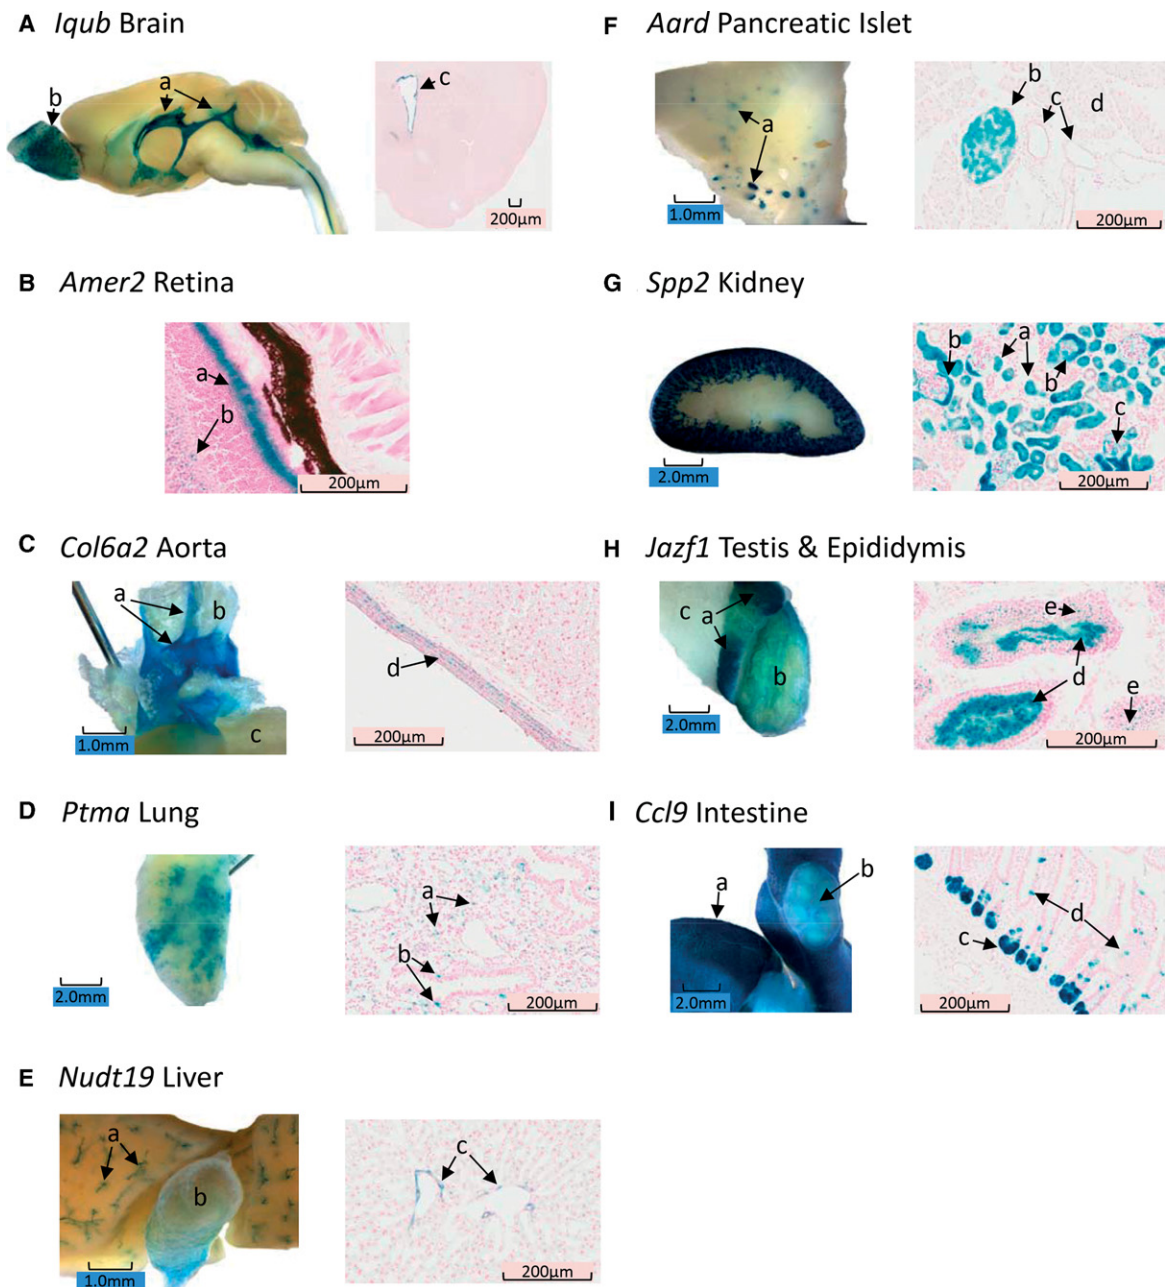 A Iqub Brain
b
a
c
200µm
B Amer2 Retina
a
b
200µm
C Col6a2 Aorta
a
b
c
1.0mm
d
200µm
D Ptma Lung
2.0mm
a
b
200µm
E Nudt19 Liver
a
b
1.0mm
c
200µm
F Aard Pancreatic Islet
a
1.0mm
b
c
d
200µm
G Spp2 Kidney
2.0mm
b
a
b
c
200µm
H Jazf1 Testis & Epididymis
c
a
b
2.0mm
e
d
e
200µm
I Ccl9 Intestine
a
b
2.0mm
d
c
200µm